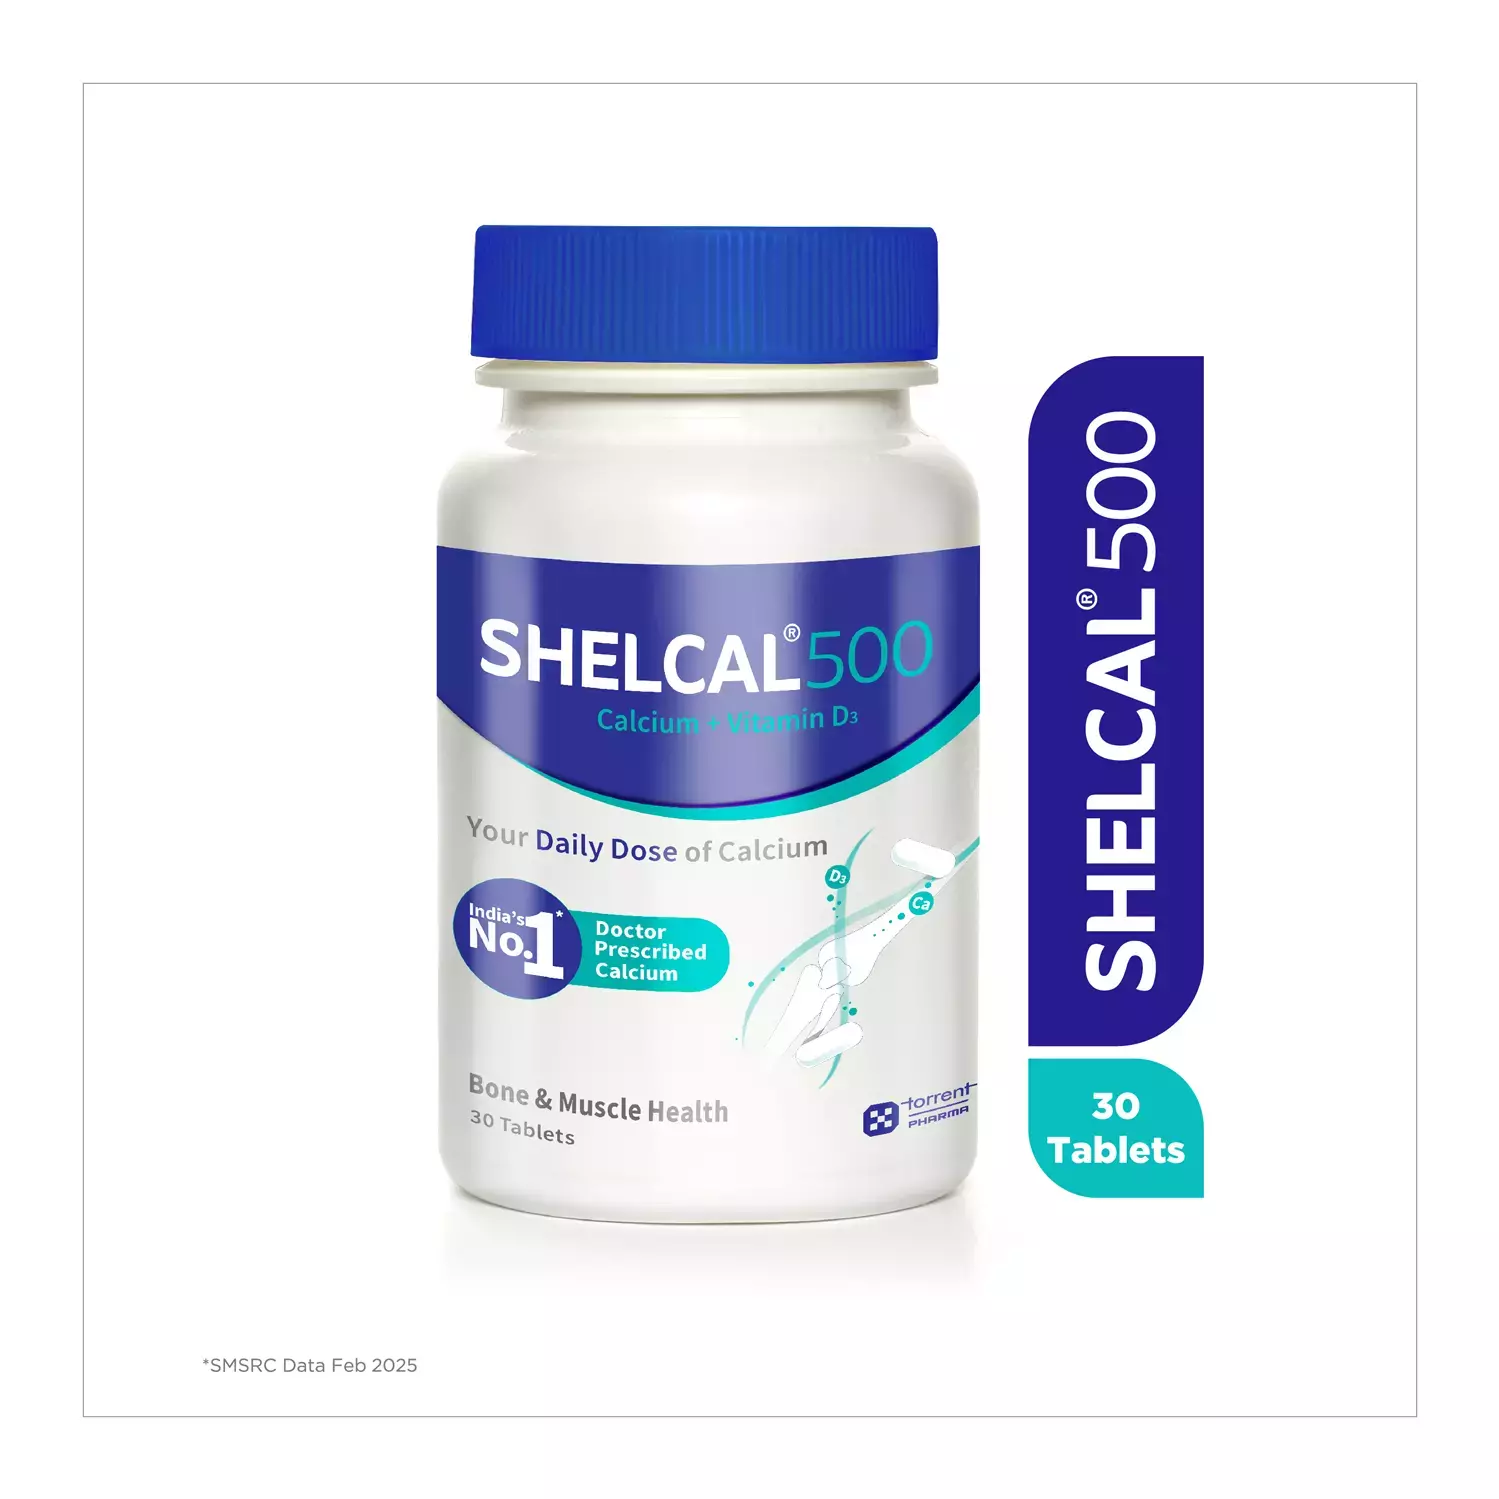 SHELCAL® 500
Calcium + Vitamin D3
Your Daily Dose of Calcium
India's
No.1*
Doctor
Prescribed
Calcium
D3
Ca
Bone & Muscle Health
30 Tablets
torrent
PHARMA
SHELCAL® 500
30
Tablets
*SMSRC Data Feb 2025